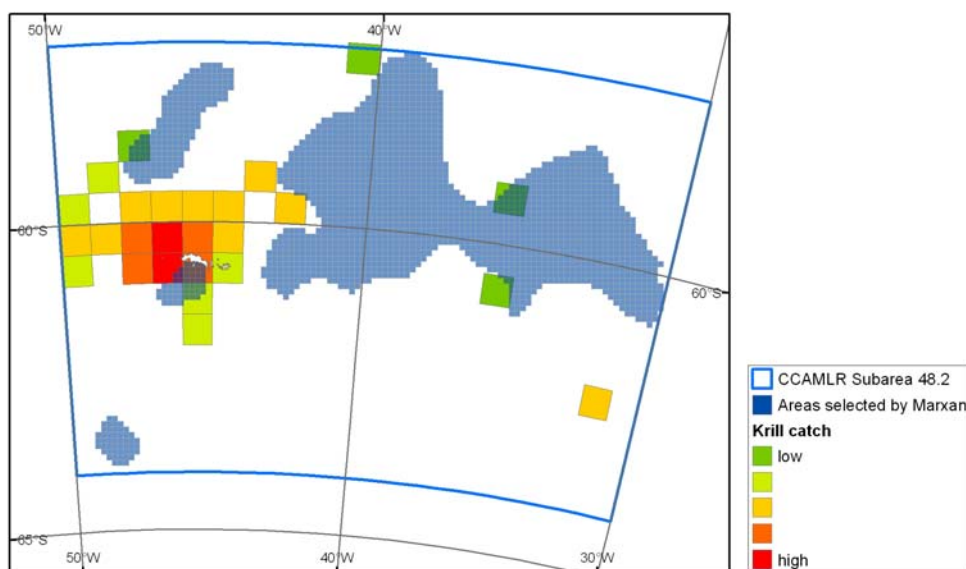 50°W
40°W
60°S
60°S
65°S
50°W
40°W
30°W
CCAMLR Subarea 48.2
Areas selected by Marxan
Krill catch
low
high